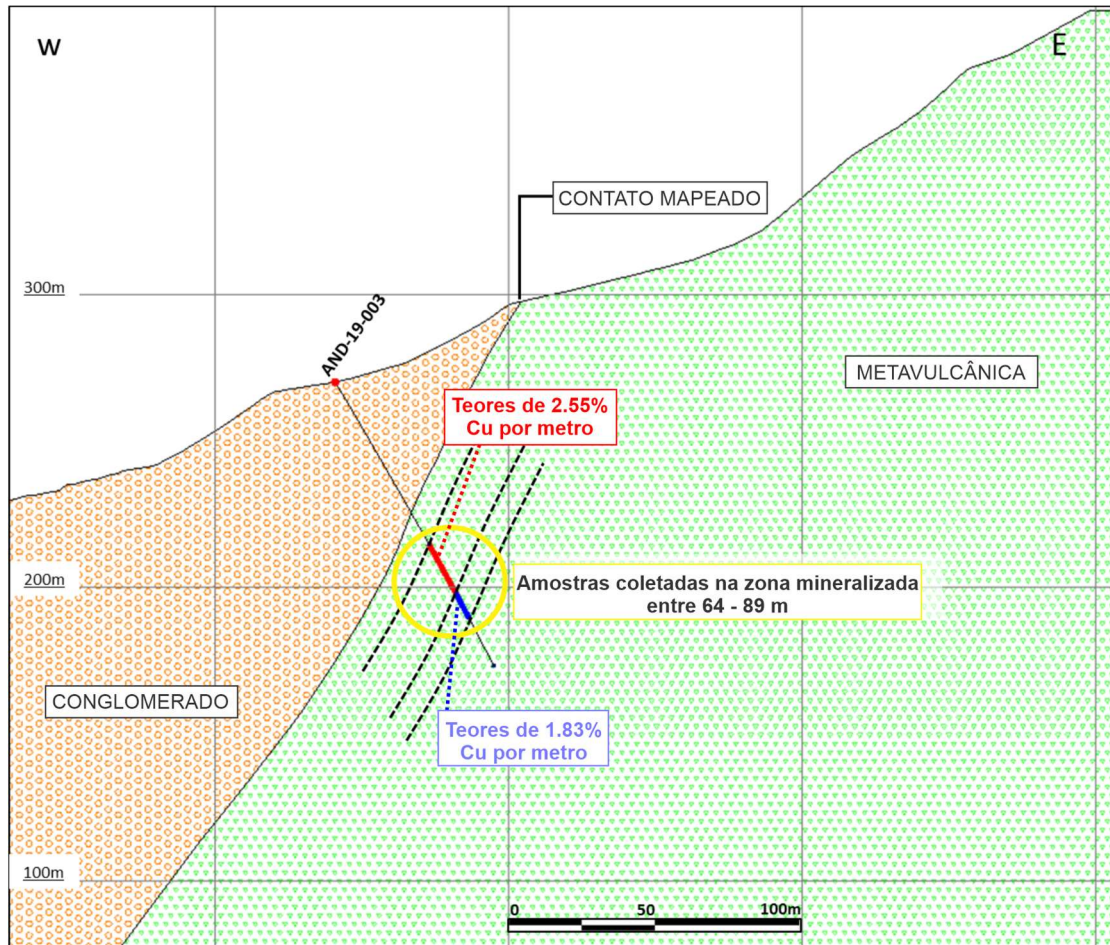 W
E
CONTATO MAPEADO
300m
AND-19-003
METAVULCÂNICA
Teores de 2.55%
Cu por metro
200m
Amostras coletadas na zona mineralizada
entre 64 - 89 m
CONGLOMERADO
Teores de 1.83%
Cu por metro
100m
0 50 100m